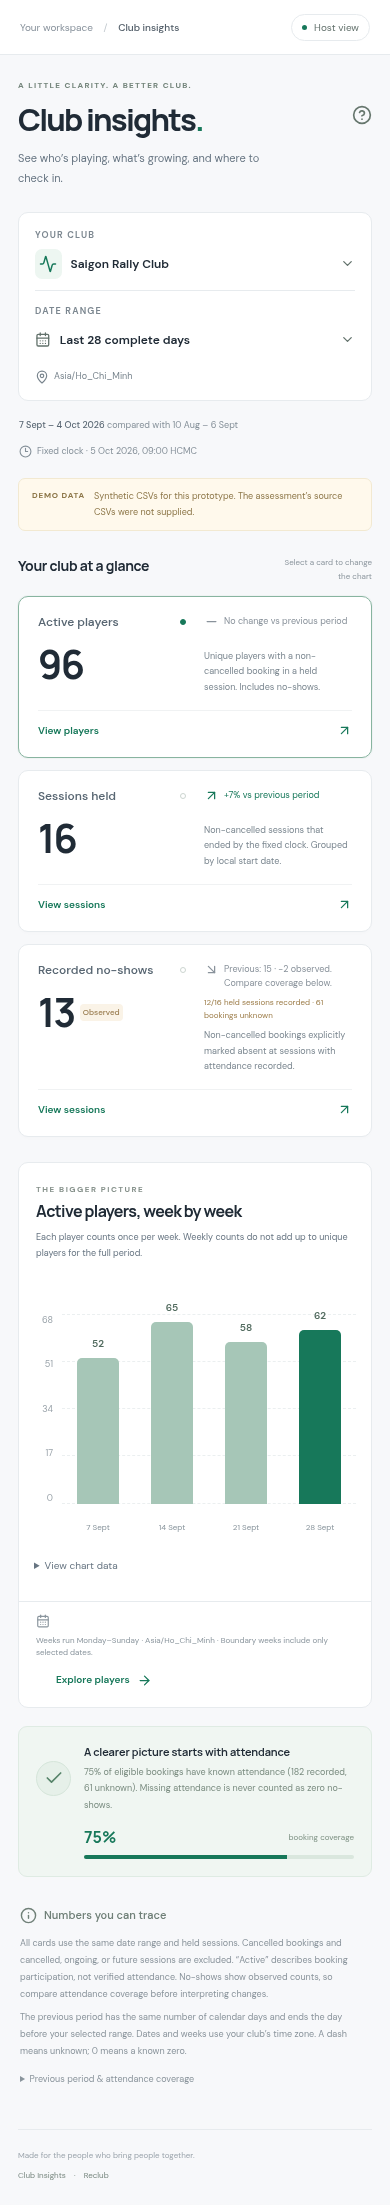 Your workspace / Club insights
Host view
A LITTLE CLARITY. A BETTER CLUB.
Club insights.
See who's playing, what's growing, and where to
check in.
YOUR CLUB
Saigon Rally Club
DATE RANGE
Last 28 complete days
Asia/Ho_Chi_Minh
7 Sept – 4 Oct 2026 compared with 10 Aug – 6 Sept
Fixed clock · 5 Oct 2026, 09:00 HCMC
DEMO DATA Synthetic CSVs for this prototype. The assessment's source
CSVs were not supplied.
Your club at a glance
Select a card to change
the chart
Active players
— No change vs previous period
96
Unique players with a non-
cancelled booking in a held
session. Includes no-shows.
View players
Sessions held
+7% vs previous period
16
Non-cancelled sessions that
ended by the fixed clock. Grouped
by local start date.
View sessions
Recorded no-shows
Previous: 15 · −2 observed.
Compare coverage below.
13 Observed
12/16 held sessions recorded · 61
bookings unknown
Non-cancelled bookings explicitly
marked absent at sessions with
attendance recorded.
View sessions
THE BIGGER PICTURE
Active players, week by week
Each player counts once per week. Weekly counts do not add up to unique
players for the full period.
68
51
34
17
0
52
65
58
62
7 Sept
14 Sept
21 Sept
28 Sept
View chart data
Weeks run Monday–Sunday · Asia/Ho_Chi_Minh · Boundary weeks include only
selected dates.
Explore players
A clearer picture starts with attendance
75% of eligible bookings have known attendance (182 recorded,
61 unknown). Missing attendance is never counted as zero no-
shows.
75%
booking coverage
Numbers you can trace
All cards use the same date range and held sessions. Cancelled bookings and
cancelled, ongoing, or future sessions are excluded. “Active” describes booking
participation, not verified attendance. No-shows show observed counts, so
compare attendance coverage before interpreting changes.
The previous period has the same number of calendar days and ends the day
before your selected range. Dates and weeks use your club's time zone. A dash
means unknown; 0 means a known zero.
Previous period & attendance coverage
Made for the people who bring people together.
Club Insights · Reclub